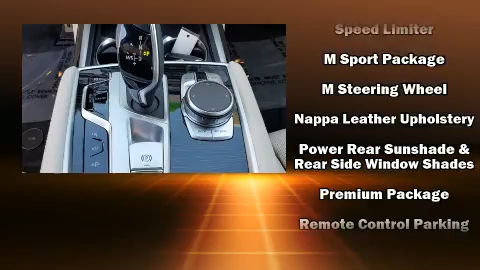 Speed Limiter
M Sport Package
M Steering Wheel
Nappa Leather Upholstery
Power Rear Sunshade &
Rear Side Window Shades
Premium Package
Remote Control Parking